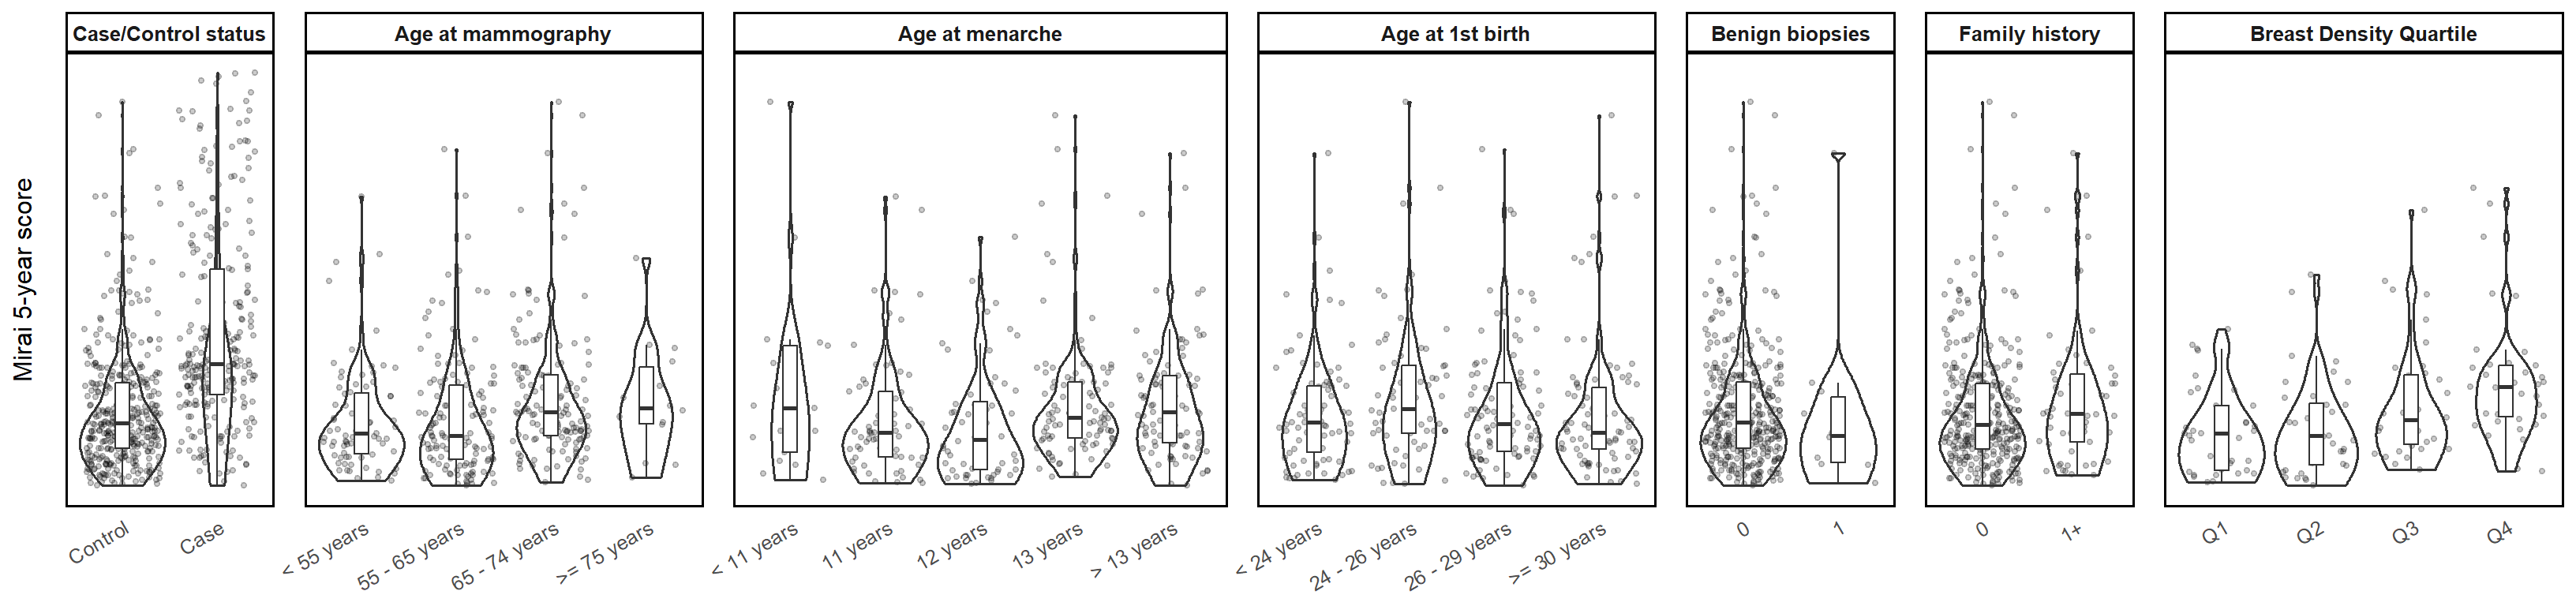 Case/Control status
Age at mammography
Age at menarche
Age at 1st birth
Benign biopsies
Family history
Breast Density Quartile
Mirai 5-year score
Control
Case
< 55 years
55 - 65 years
65 - 74 years
>= 75 years
< 11 years
11 years
12 years
13 years
> 13 years
< 24 years
24 - 26 years
26 - 29 years
>= 30 years
0
1
0
1+
Q1
Q2
Q3
Q4